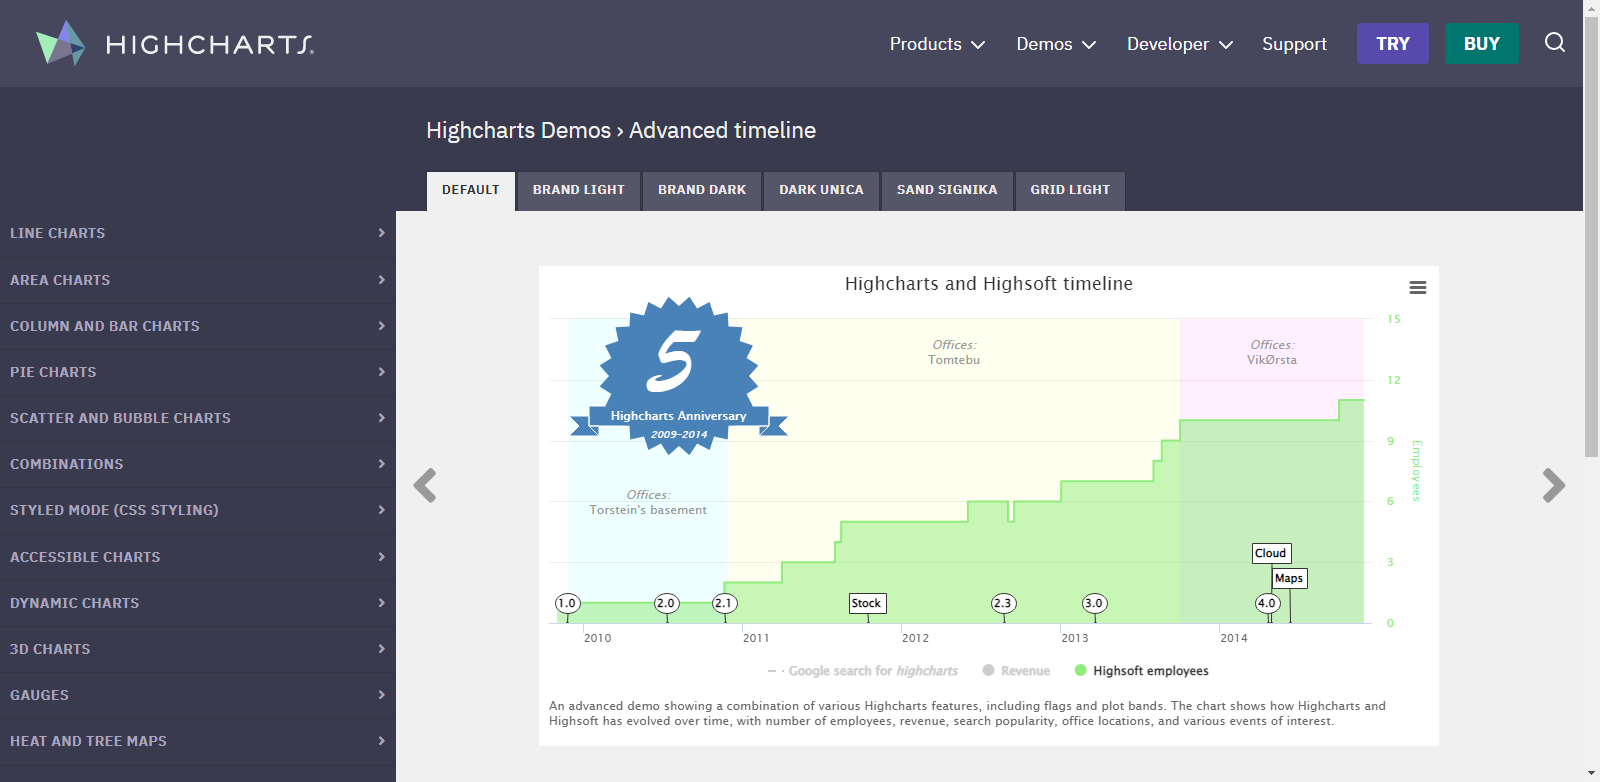 HIGHCHARTS
Products
Demos
Developer
Support
TRY
BUY
Highcharts Demos › Advanced timeline
DEFAULT
BRAND LIGHT
BRAND DARK
DARK UNICA
SAND SIGNIKA
GRID LIGHT
LINE CHARTS
AREA CHARTS
COLUMN AND BAR CHARTS
PIE CHARTS
SCATTER AND BUBBLE CHARTS
COMBINATIONS
STYLED MODE (CSS STYLING)
ACCESSIBLE CHARTS
DYNAMIC CHARTS
3D CHARTS
GAUGES
HEAT AND TREE MAPS
Highcharts and Highsoft timeline
5
Highcharts Anniversary
2009-2014
Offices:
Torstein's basement
Offices:
Tomtebu
Offices:
VikØrsta
15
12
9
6
3
0
Employees
Cloud
Maps
1.0
2.0
2.1
Stock
2.3
3.0
4.0
2010
2011
2012
2013
2014
Google search for highcharts
Revenue
Highsoft employees
An advanced demo showing a combination of various Highcharts features, including flags and plot bands. The chart shows how Highcharts and
Highsoft has evolved over time, with number of employees, revenue, search popularity, office locations, and various events of interest.